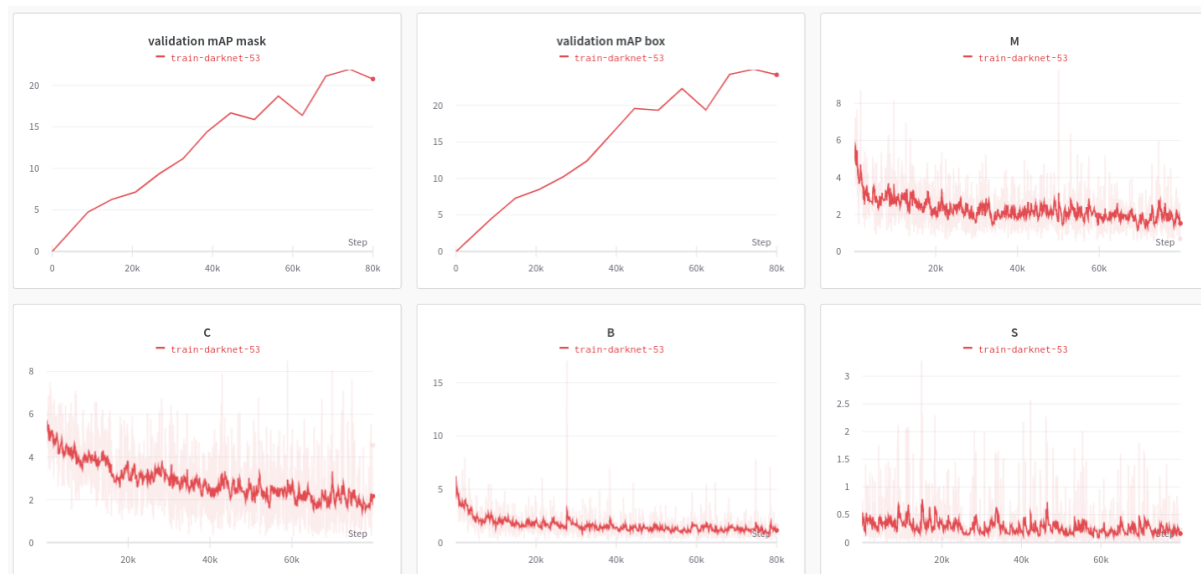 validation mAP mask
train-darknet-53
20
15
10
5
0
Step
0 20k 40k 60k 80k
validation mAP box
train-darknet-53
20
15
10
5
0
Step
0 20k 40k 60k 80k
M
train-darknet-53
8
6
4
2
0
Step
20k 40k 60k
C
train-darknet-53
8
6
4
2
0
Step
20k 40k 60k
B
train-darknet-53
15
10
5
0
Step
20k 40k 60k 80k
S
train-darknet-53
3
2.5
2
1.5
1
0.5
0
Step
20k 40k 60k